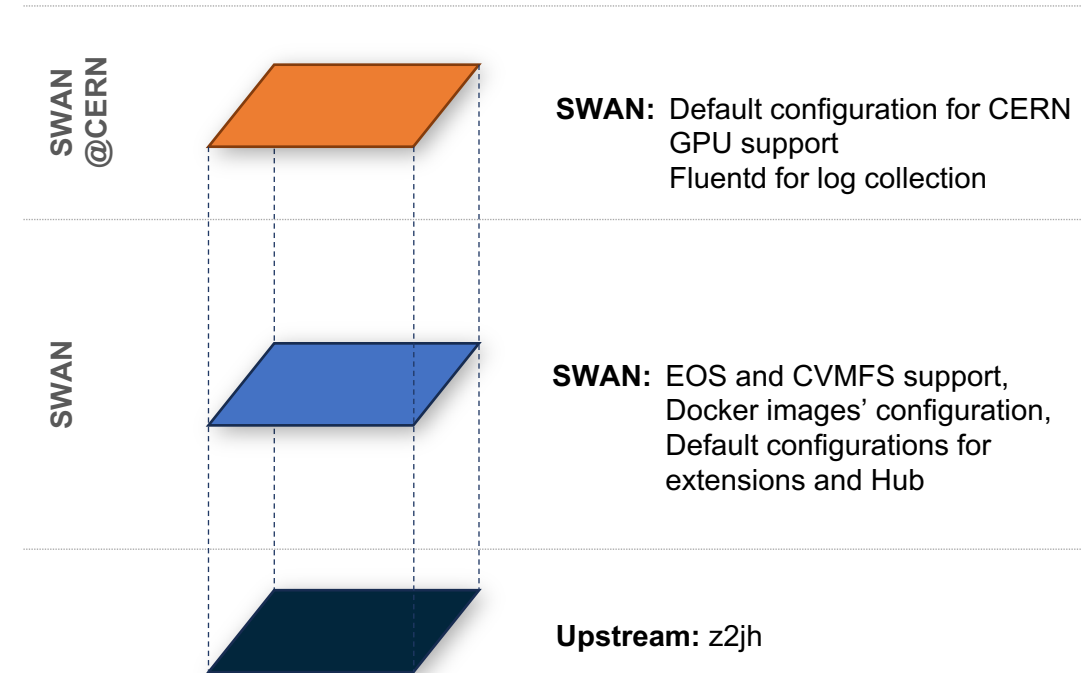 SWAN
@CERN
SWAN: Default configuration for CERN
GPU support
Fluentd for log collection
SWAN
SWAN: EOS and CVMFS support,
Docker images’ configuration,
Default configurations for
extensions and Hub
Upstream: z2jh